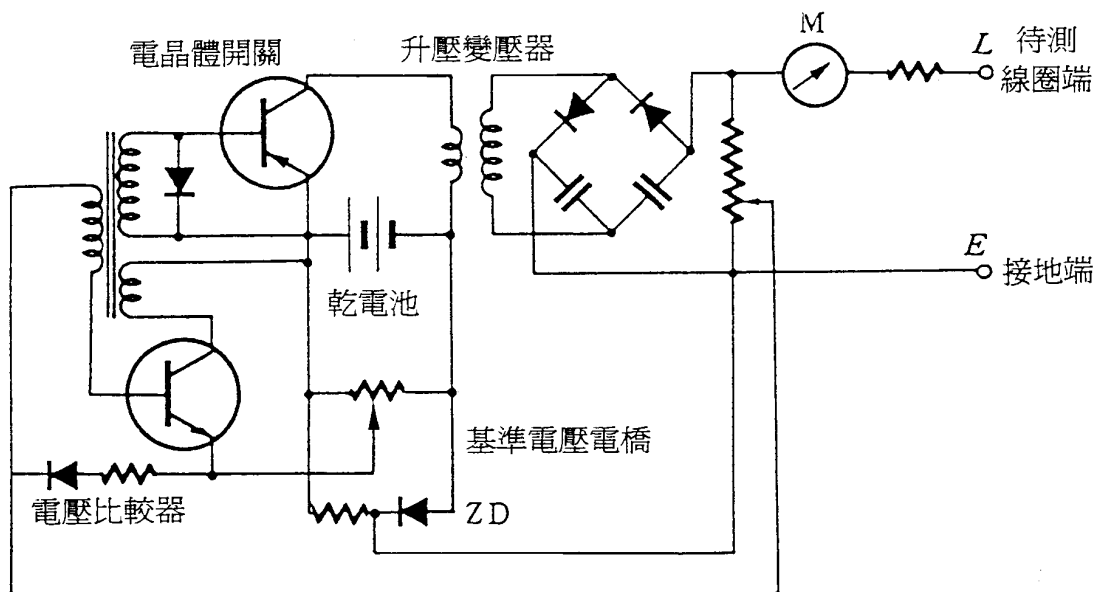 電晶體開關
升壓變壓器
M
L 待測
線圈端
E 接地端
乾電池
基準電壓電橋
電壓比較器
ZD